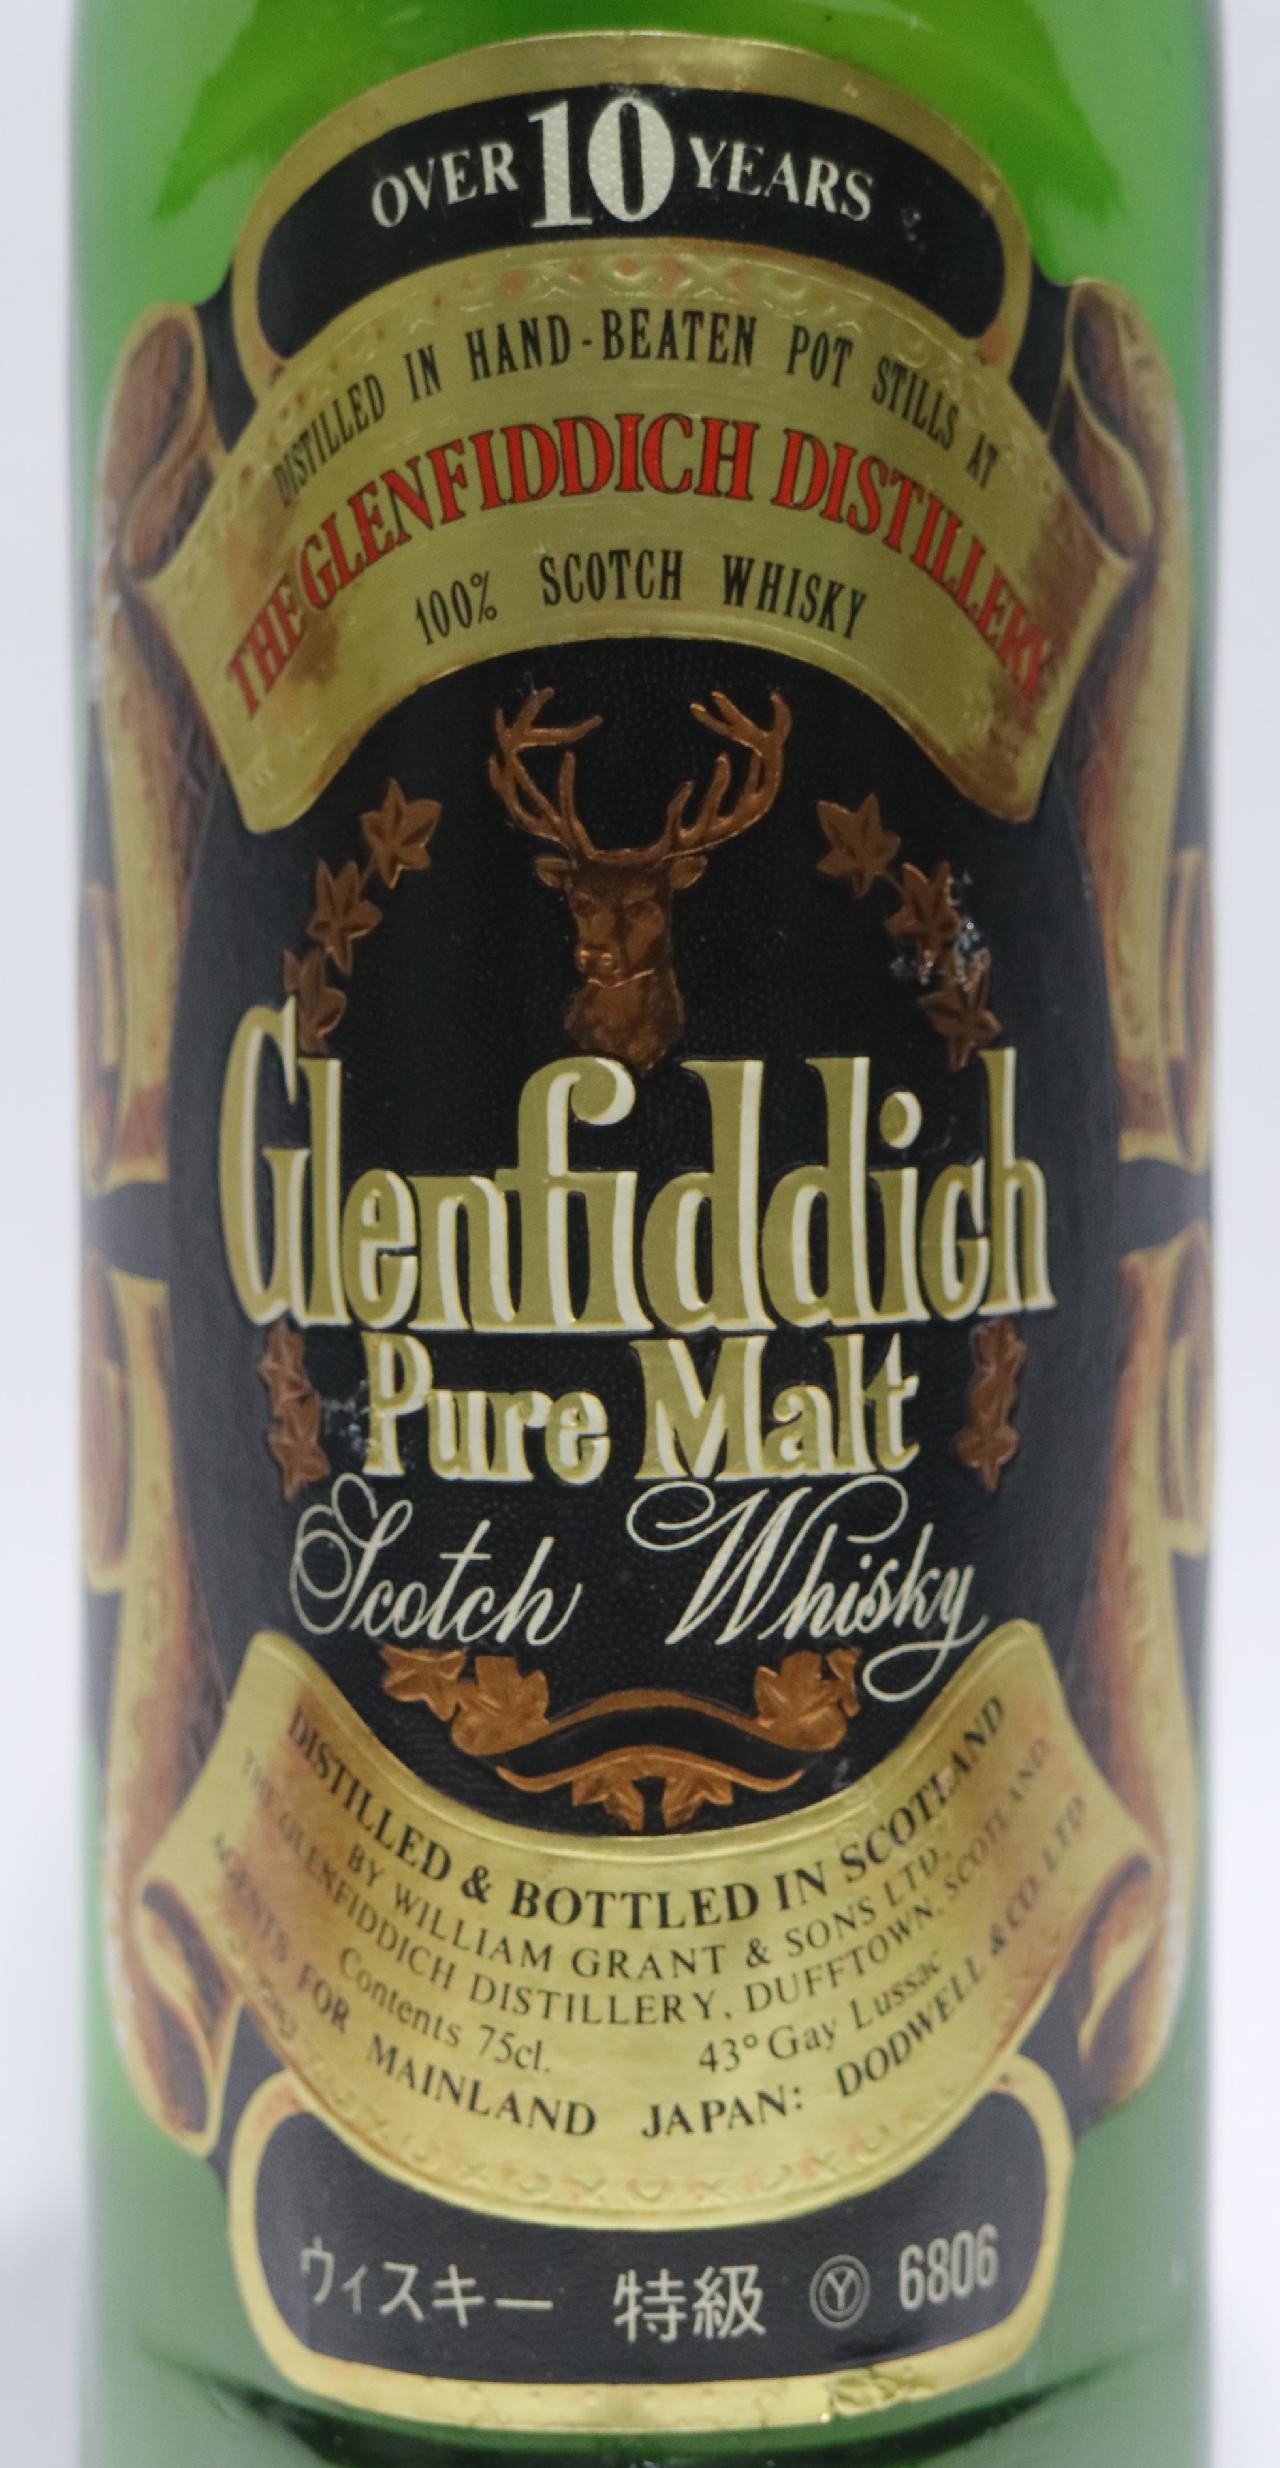 OVER 10 YEARS
DISTILLED IN HAND-BEATEN POT STILLS AT
THE GLENFIDDICH DISTILLERY
100% SCOTCH WHISKY
Glenfiddich
Pure Malt
Scotch Whisky
DISTILLED & BOTTLED IN SCOTLAND
BY WILLIAM GRANT & SONS LTD.
THE GLENFIDDICH DISTILLERY, DUFFTOWN, SCOTLAND
Contents 75cl. 43° Gay Lussac
AGENTS FOR MAINLAND JAPAN: DODWELL & CO. LTD
ウィスキー 特級 Ⓨ 6806